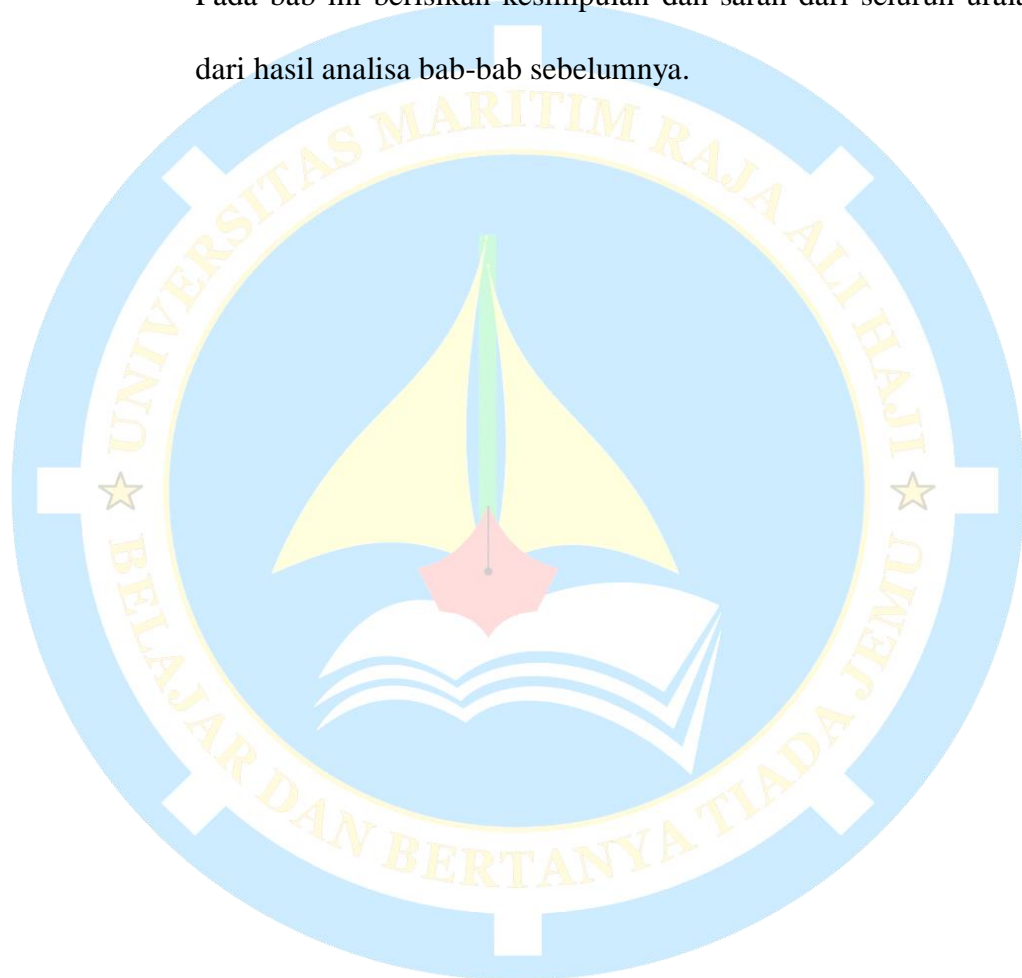 Pada bab ini berisikan kesimpulan dan saran dari seluruh
dari hasil analisa bab-bab sebelumnya.
UNIVERSITAS MARITIM RAJA ALI HAJI
BELAJAR DAN BERTANYA TIADA JEMU